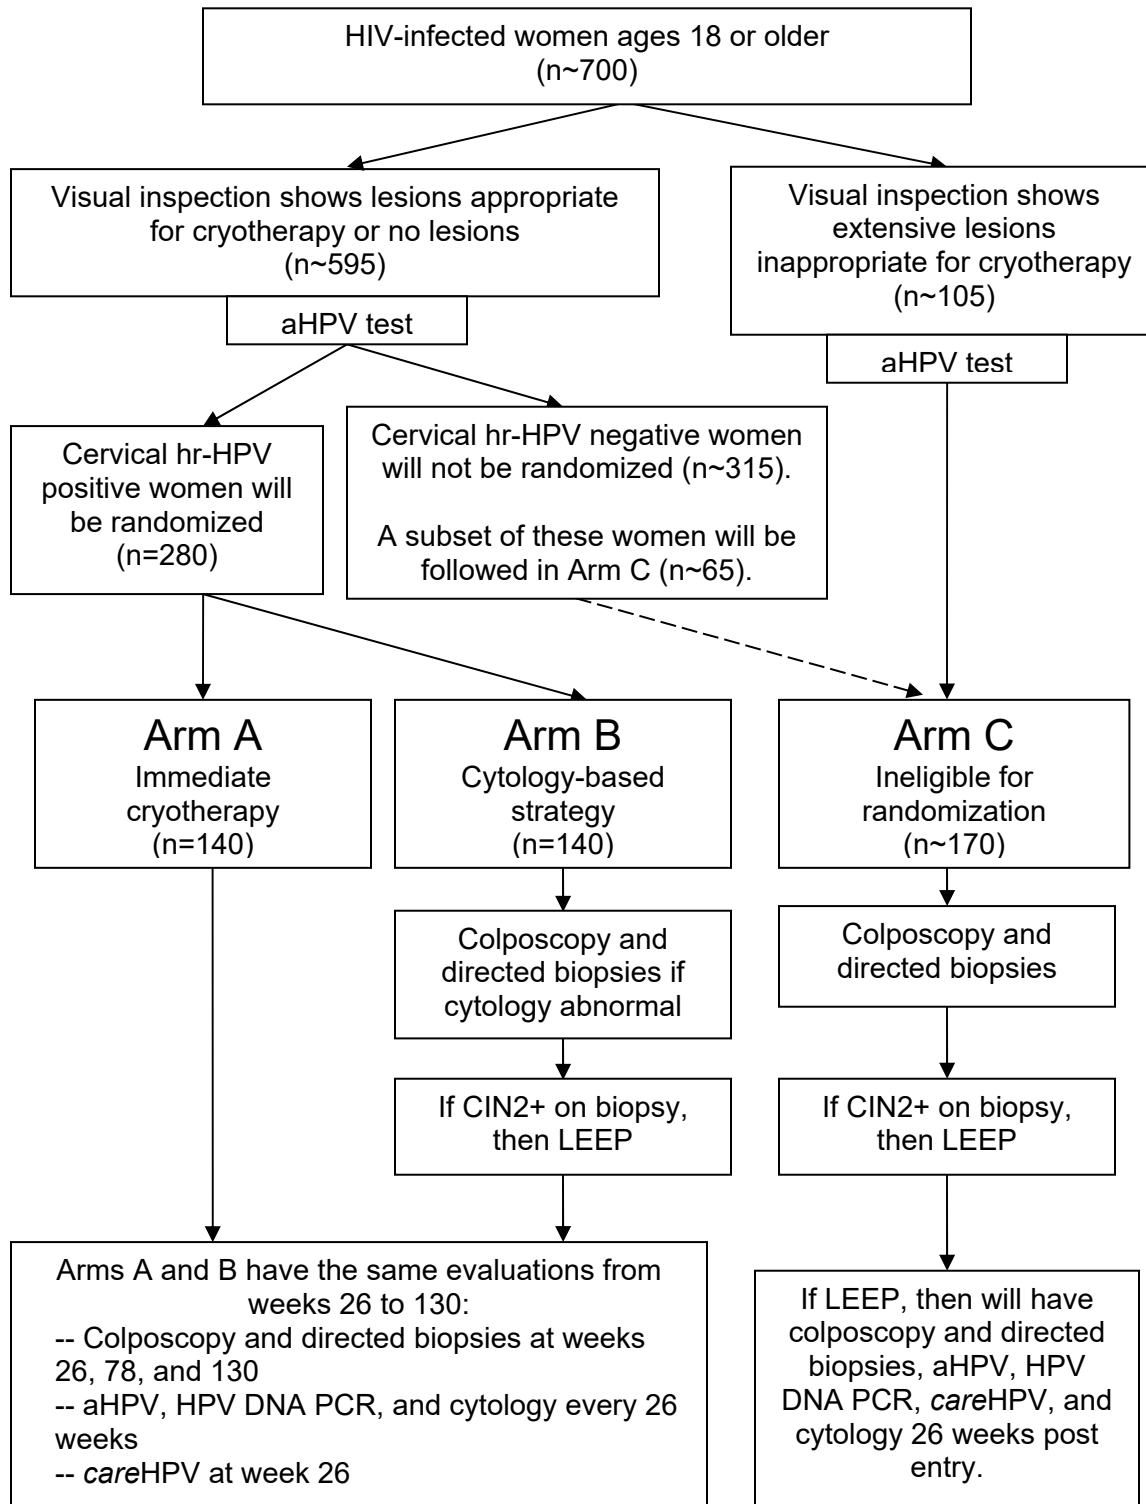 HIV-infected women ages 18 or older
(n~700)
Visual inspection shows lesions appropriate
for cryotherapy or no lesions
(n~595)
aHPV test
Visual inspection shows
extensive lesions
inappropriate for cryotherapy
(n~105)
aHPV test
Cervical hr-HPV
positive women will
be randomized
(n=280)
Cervical hr-HPV negative women
will not be randomized (n~315).
A subset of these women will be
followed in Arm C (n~65).
Arm A
Immediate
cryotherapy
(n=140)
Arm B
Cytology-based
strategy
(n=140)
Arm C
Ineligible for
randomization
(n~170)
Colposcopy and
directed biopsies if
cytology abnormal
Colposcopy and
directed biopsies
If CIN2+ on biopsy,
then LEEP
If CIN2+ on biopsy,
then LEEP
Arms A and B have the same evaluations from
weeks 26 to 130:
-- Colposcopy and directed biopsies at weeks
26, 78, and 130
-- aHPV, HPV DNA PCR, and cytology every 26
weeks
-- careHPV at week 26
If LEEP, then will have
colposcopy and directed
biopsies, aHPV, HPV
DNA PCR, careHPV, and
cytology 26 weeks post
entry.